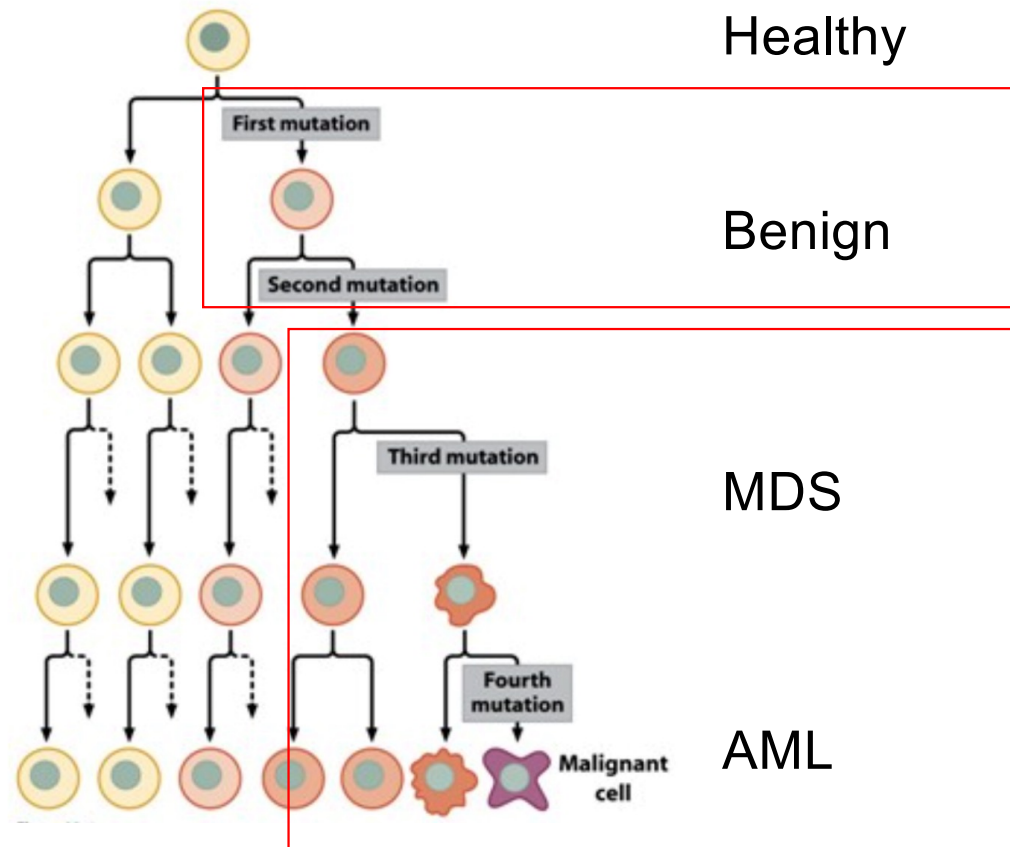 Healthy
First mutation
Benign
Second mutation
Third mutation
MDS
Fourth
mutation
AML
Malignant
cell